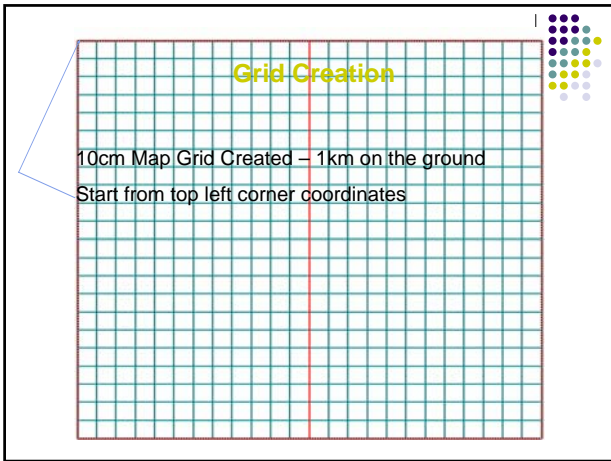 Grid Creation
10cm Map Grid Created – 1km on the ground
Start from top left corner coordinates